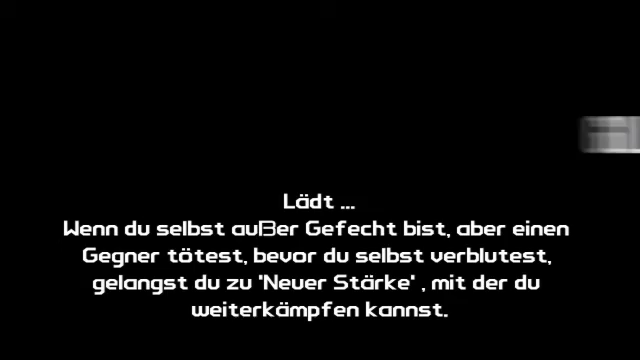 Lädt ...
Wenn du selbst außer Gefecht bist, aber einen
Gegner tötest, bevor du selbst verblutest,
gelangst du zu 'Neuer Stärke' , mit der du
weiterkämpfen kannst.